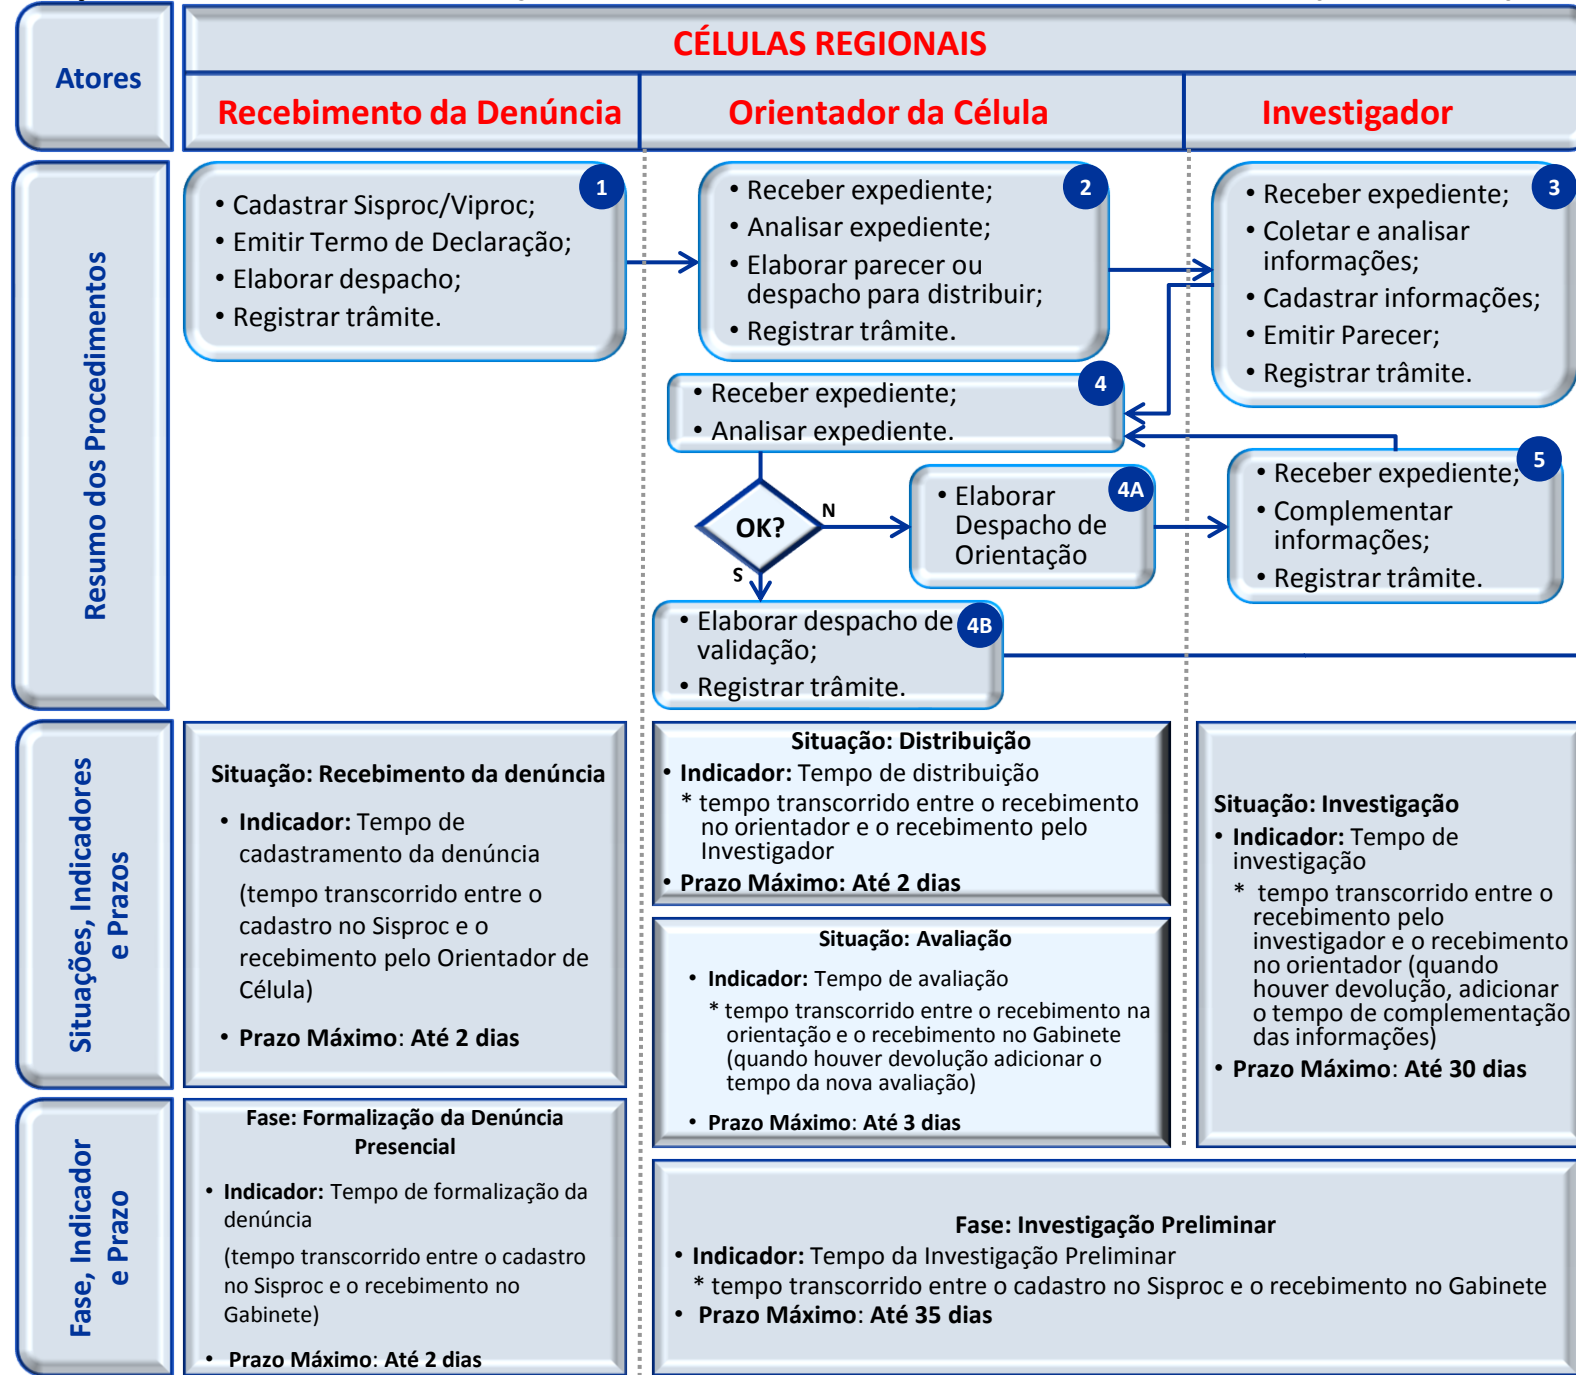 Atores
CÉLULAS REGIONAIS
Recebimento da Denúncia
Orientador da Célula
Investigador
Resumo dos Procedimentos
1
• Cadastrar Sisproc/Viproc;
• Emitir Termo de Declaração;
• Elaborar despacho;
• Registrar trâmite.
2
• Receber expediente;
• Analisar expediente;
• Elaborar parecer ou
despacho para distribuir;
• Registrar trâmite.
3
• Receber expediente;
• Coletar e analisar
informações;
• Cadastrar informações;
• Emitir Parecer;
• Registrar trâmite.
4
• Receber expediente;
• Analisar expediente.
OK?
N
S
4A
• Elaborar
Despacho de
Orientação
5
• Receber expediente;
• Complementar
informações;
• Registrar trâmite.
4B
• Elaborar despacho de
validação;
• Registrar trâmite.
Situações, Indicadores
e Prazos
Situação: Recebimento da denúncia
• Indicador: Tempo de
cadastramento da denúncia
(tempo transcorrido entre o
cadastro no Sisproc e o
recebimento pelo Orientador de
Célula)
• Prazo Máximo: Até 2 dias
Situação: Distribuição
• Indicador: Tempo de distribuição
* tempo transcorrido entre o recebimento
no orientador e o recebimento pelo
Investigador
• Prazo Máximo: Até 2 dias
Situação: Avaliação
• Indicador: Tempo de avaliação
* tempo transcorrido entre o recebimento na
orientação e o recebimento no Gabinete
(quando houver devolução adicionar o
tempo da nova avaliação)
• Prazo Máximo: Até 3 dias
Situação: Investigação
• Indicador: Tempo de
investigação
* tempo transcorrido entre o
recebimento pelo
investigador e o recebimento
no orientador (quando
houver devolução, adicionar
o tempo de complementação
das informações)
• Prazo Máximo: Até 30 dias
Fase, Indicador
e Prazo
Fase: Formalização da Denúncia
Presencial
• Indicador: Tempo de formalização da
denúncia
(tempo transcorrido entre o cadastro
no Sisproc e o recebimento no
Gabinete)
• Prazo Máximo: Até 2 dias
Fase: Investigação Preliminar
• Indicador: Tempo da Investigação Preliminar
* tempo transcorrido entre o cadastro no Sisproc e o recebimento no Gabinete
• Prazo Máximo: Até 35 dias